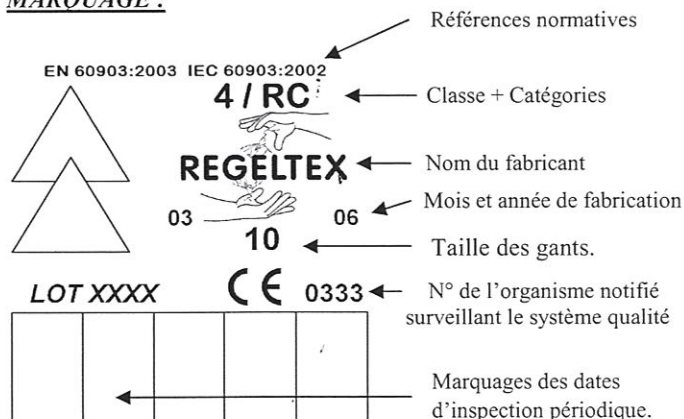 MARQUAGE :
Références normatives
EN 60903:2003 IEC 60903:2002
4 / RC
Classe + Catégories
REGELTEX
Nom du fabricant
03
06
Mois et année de fabrication
10
Taille des gants.
LOT XXXX
CE 0333
N° de l'organisme notifié
surveillant le système qualité
Marquages des dates
d'inspection périodique.